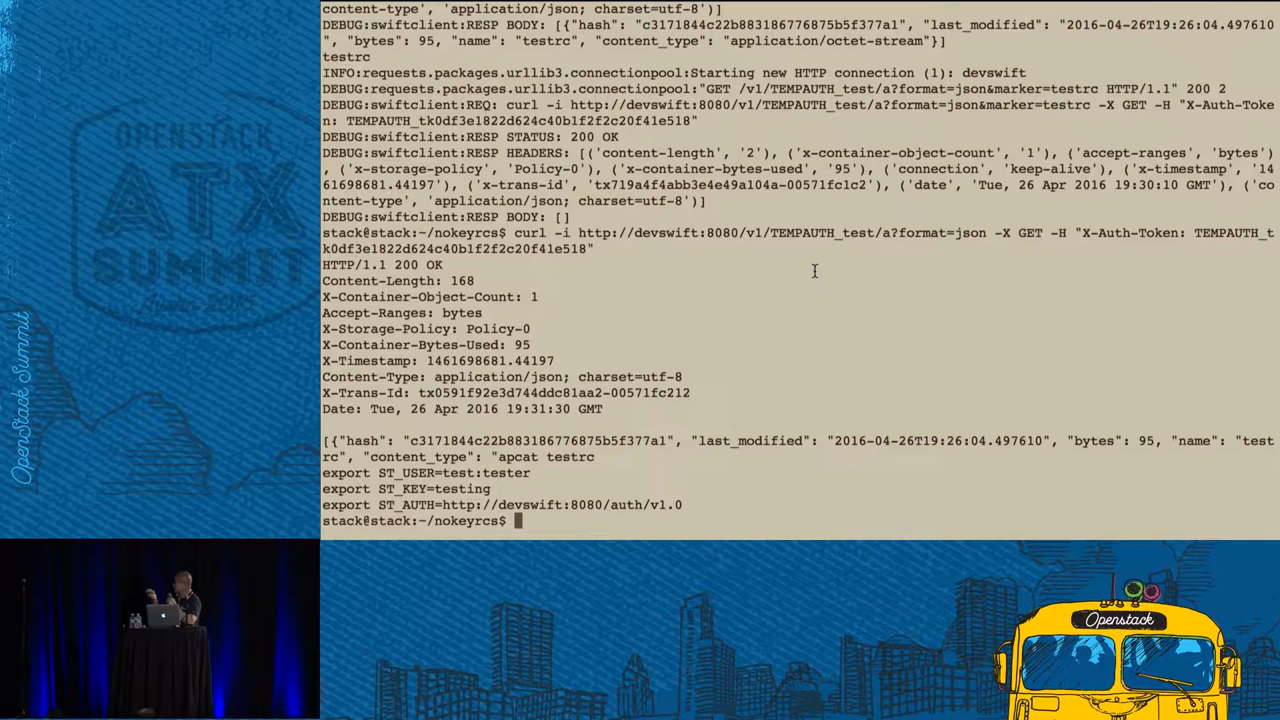 content-type', 'application/json; charset=utf-8')]
DEBUG:swiftclient:RESP BODY: [{"hash": "c3171844c22b883186776875b5f377a1", "last_modified": "2016-04-26T19:26:04.497610
", "bytes": 95, "name": "testrc", "content_type": "application/octet-stream"}]
testrc
INFO:requests.packages.urllib3.connectionpool:Starting new HTTP connection (1): devswift
DEBUG:requests.packages.urllib3.connectionpool:"GET /v1/TEMPAUTH_test/a?format=json&marker=testrc HTTP/1.1" 200 2
DEBUG:swiftclient:REQ: curl -i http://devswift:8080/v1/TEMPAUTH_test/a?format=json&marker=testrc -X GET -H "X-Auth-Toke
n: TEMPAUTH_tk0df3e1822d624c40b1f2f2c20f41e518"
DEBUG:swiftclient:RESP STATUS: 200 OK
DEBUG:swiftclient:RESP HEADERS: [('content-length', '2'), ('x-container-object-count', '1'), ('accept-ranges', 'bytes')
, ('x-storage-policy', 'Policy-0'), ('x-container-bytes-used', '95'), ('connection', 'keep-alive'), ('x-timestamp', '14
61698681.44197'), ('x-trans-id', 'tx719a4f4abb3e4e49a104a-00571fc1c2'), ('date', 'Tue, 26 Apr 2016 19:30:10 GMT'), ('co
ntent-type', 'application/json; charset=utf-8')]
DEBUG:swiftclient:RESP BODY: []
stack@stack:~/nokeyrcs$ curl -i http://devswift:8080/v1/TEMPAUTH_test/a?format=json -X GET -H "X-Auth-Token: TEMPAUTH_t
k0df3e1822d624c40b1f2f2c20f41e518"
HTTP/1.1 200 OK
Content-Length: 168
X-Container-Object-Count: 1
Accept-Ranges: bytes
X-Storage-Policy: Policy-0
X-Container-Bytes-Used: 95
X-Timestamp: 1461698681.44197
Content-Type: application/json; charset=utf-8
X-Trans-Id: tx0591f92e3d744ddc81aa2-00571fc212
Date: Tue, 26 Apr 2016 19:31:30 GMT
[{"hash": "c3171844c22b883186776875b5f377a1", "last_modified": "2016-04-26T19:26:04.497610", "bytes": 95, "name": "test
rc", "content_type": "apcat testrc
export ST_USER=test:tester
export ST_KEY=testing
export ST_AUTH=http://devswift:8080/auth/v1.0
stack@stack:~/nokeyrcs$
OPENSTACK
ATX
SUMMIT
Austin 2016
OpenStack Summit
Openstack